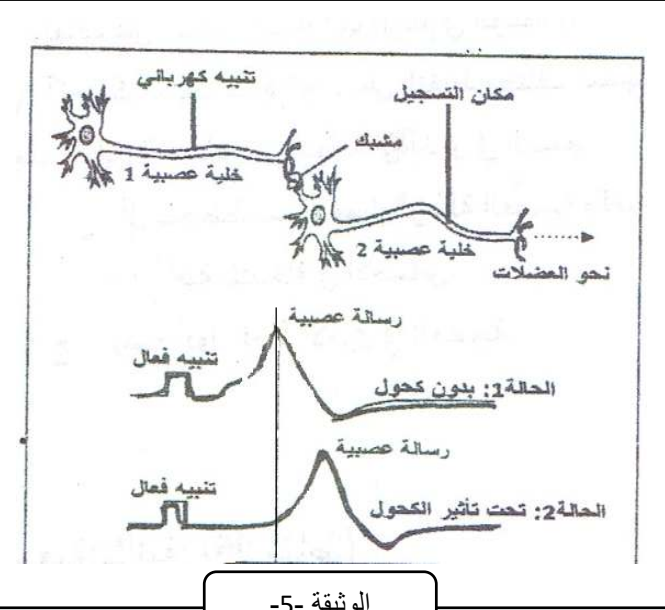 تنبيه كهربائي
مكان التسجيل
مشبك
خلية عصبية 1
خلية عصبية 2
نحو العضلات
رسالة عصبية
تنبيه فعال
الحالة1: بدون كحول
رسالة عصبية
تنبيه فعال
الحالة2: تحت تأثير الكحول
الوثيقة -5-